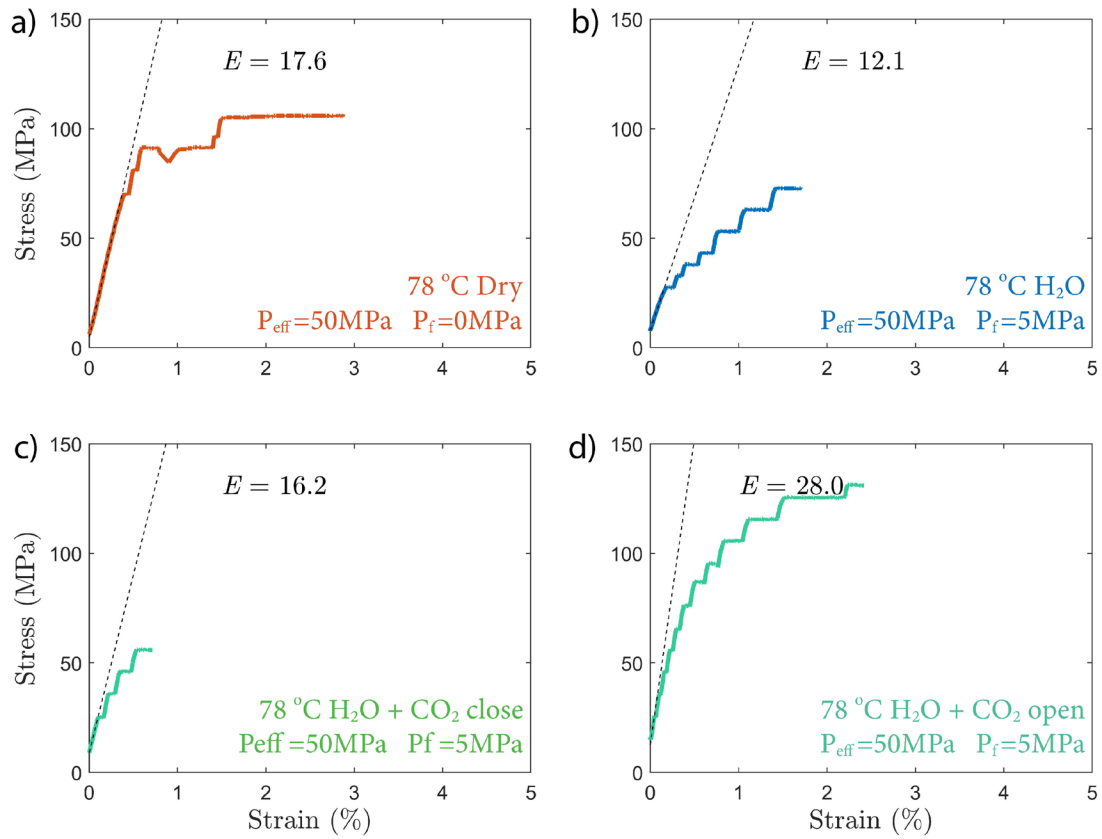 a)
150
100
50
0
Stress (MPa)
E = 17.6
78 °C Dry
Peff=50MPa Pf=0MPa
0 1 2 3 4 5
b)
150
100
50
0
E = 12.1
78 °C H2O
Peff=50MPa Pf=5MPa
0 1 2 3 4 5
c)
150
100
50
0
Stress (MPa)
E = 16.2
78 °C H2O + CO2 close
Peff=50MPa Pf=5MPa
0 1 2 3 4 5
Strain (%)
d)
150
100
50
0
E = 28.0
78 °C H2O + CO2 open
Peff=50MPa Pf=5MPa
0 1 2 3 4 5
Strain (%)